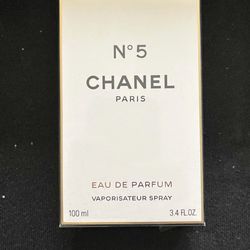 N°5
CHANEL
PARIS
EAU DE PARFUM
VAPORISATEUR SPRAY
100 ml 3.4 FL.OZ.